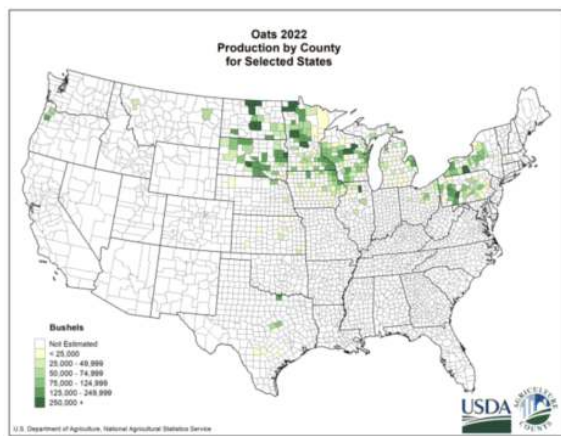 Oats 2022
Production by County
for Selected States
Bushels
Not Estimated
< 25,000
25,000 - 49,999
50,000 - 74,999
75,000 - 124,999
125,000 - 249,999
250,000 +
U.S. Department of Agriculture, National Agricultural Statistics Service
USDA
AGRICULTURE
COUNTS